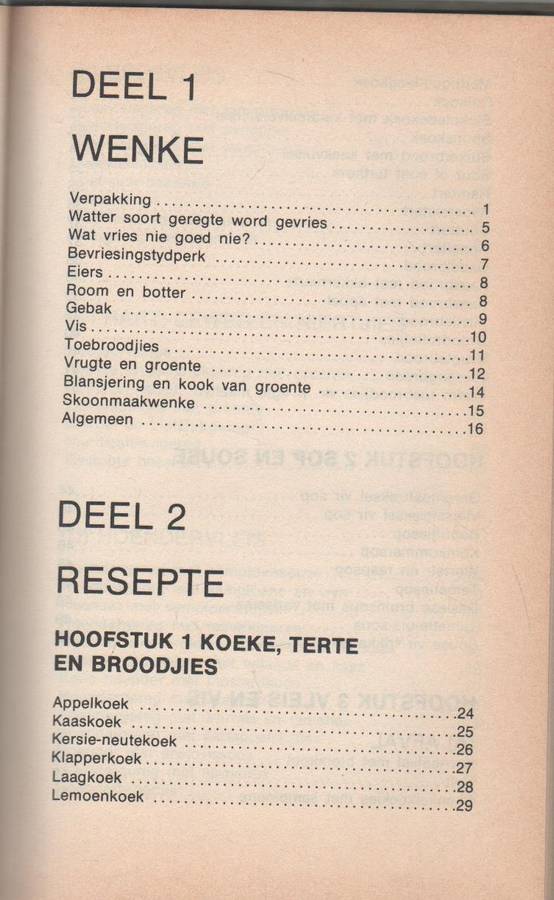 DEEL 1
WENKE
Verpakking ........................................ 1
Watter soort geregte word gevries .................. 5
Wat vries nie goed nie? ............................ 6
Bevriesingstydperk ................................. 7
Eiers .............................................. 8
Room en botter ..................................... 8
Gebak .............................................. 9
Vis ................................................ 10
Toebroodjies ....................................... 11
Vrugte en groente .................................. 12
Blansjering en kook van groente .................... 14
Skoonmaakwenke ..................................... 15
Algemeen ........................................... 16
DEEL 2
RESEPTE
HOOFSTUK 1 KOEKE, TERTE
EN BROODJIES
Appelkoek .......................................... 24
Kaaskoek ........................................... 25
Kersie-neutekoek ................................... 26
Klapperkoek ........................................ 27
Laagkoek ........................................... 28
Lemoenkoek ......................................... 29